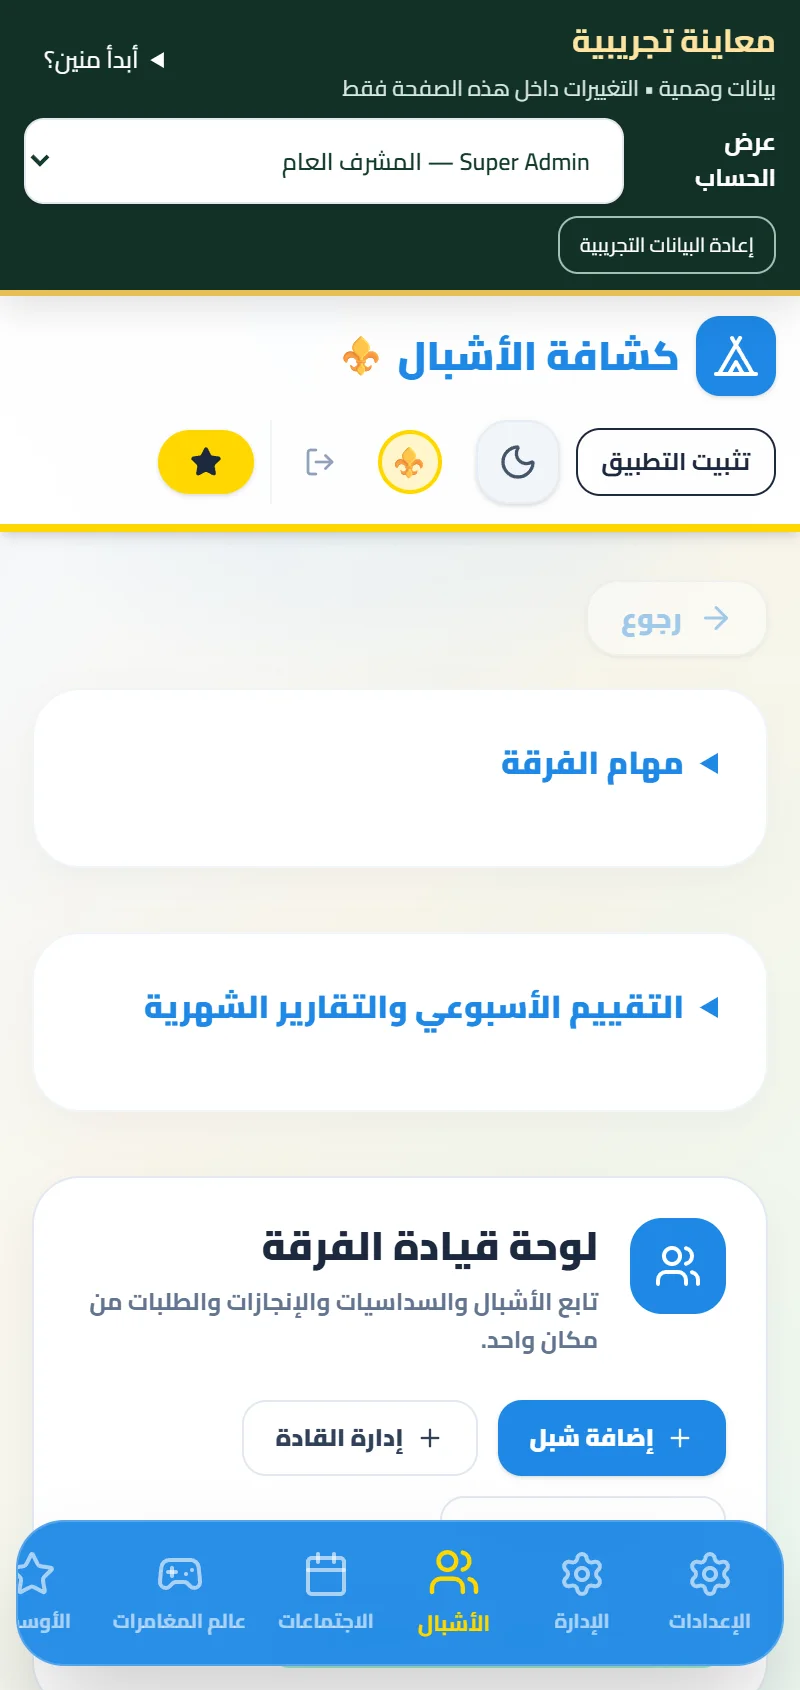 معاينة تجريبية
أبدأ منين؟
بيانات وهمية • التغييرات داخل هذه الصفحة فقط
عرض الحساب
Super Admin — المشرف العام
إعادة البيانات التجريبية
كشافة الأشبال
تثبيت التطبيق
رجوع
مهام الفرقة
التقييم الأسبوعي والتقارير الشهرية
لوحة قيادة الفرقة
تابع الأشبال والسداسيات والإنجازات والطلبات من
مكان واحد.
إضافة شبل
إدارة القادة
الإعدادات
الإدارة
الأشبال
الاجتماعات
عالم المغامرات